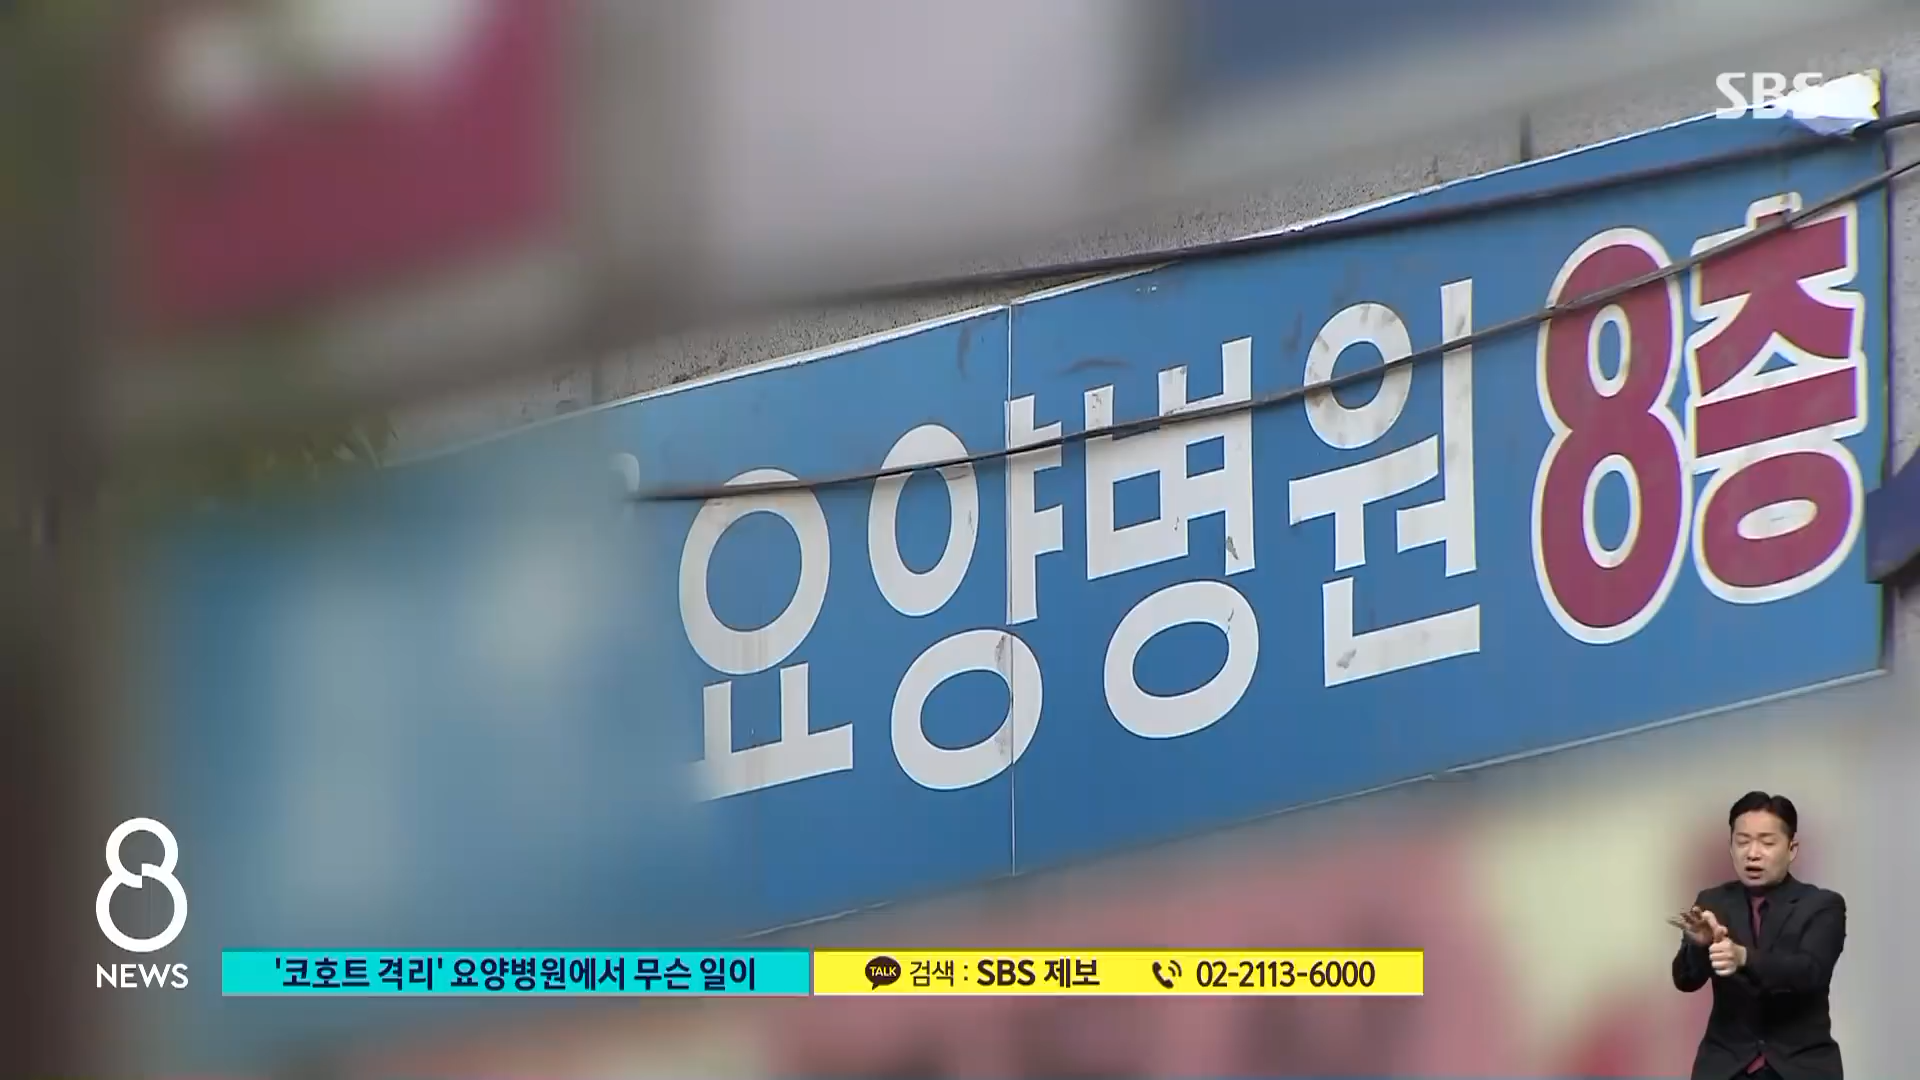 SBS
요양병원 8층
8
NEWS
'코호트 격리' 요양병원에서 무슨 일이
TALK 검색 : SBS 제보 02-2113-6000